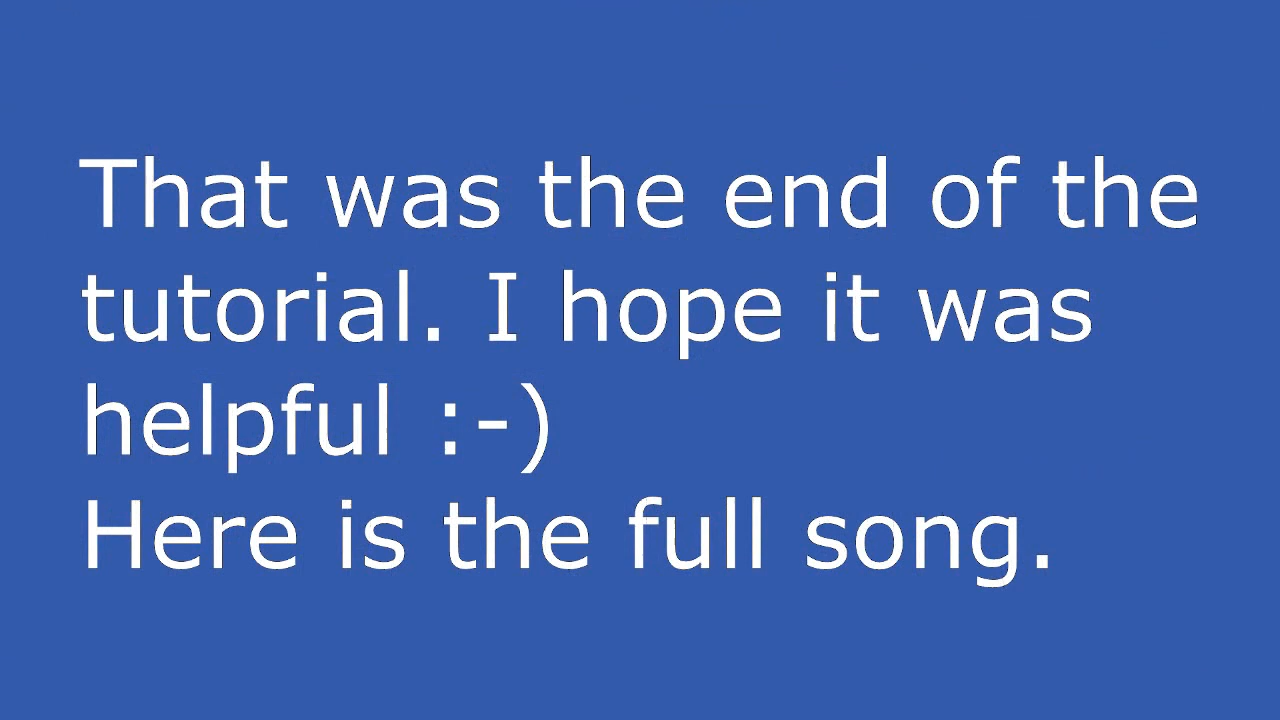 That was the end of the
tutorial. I hope it was
helpful :-)
Here is the full song.